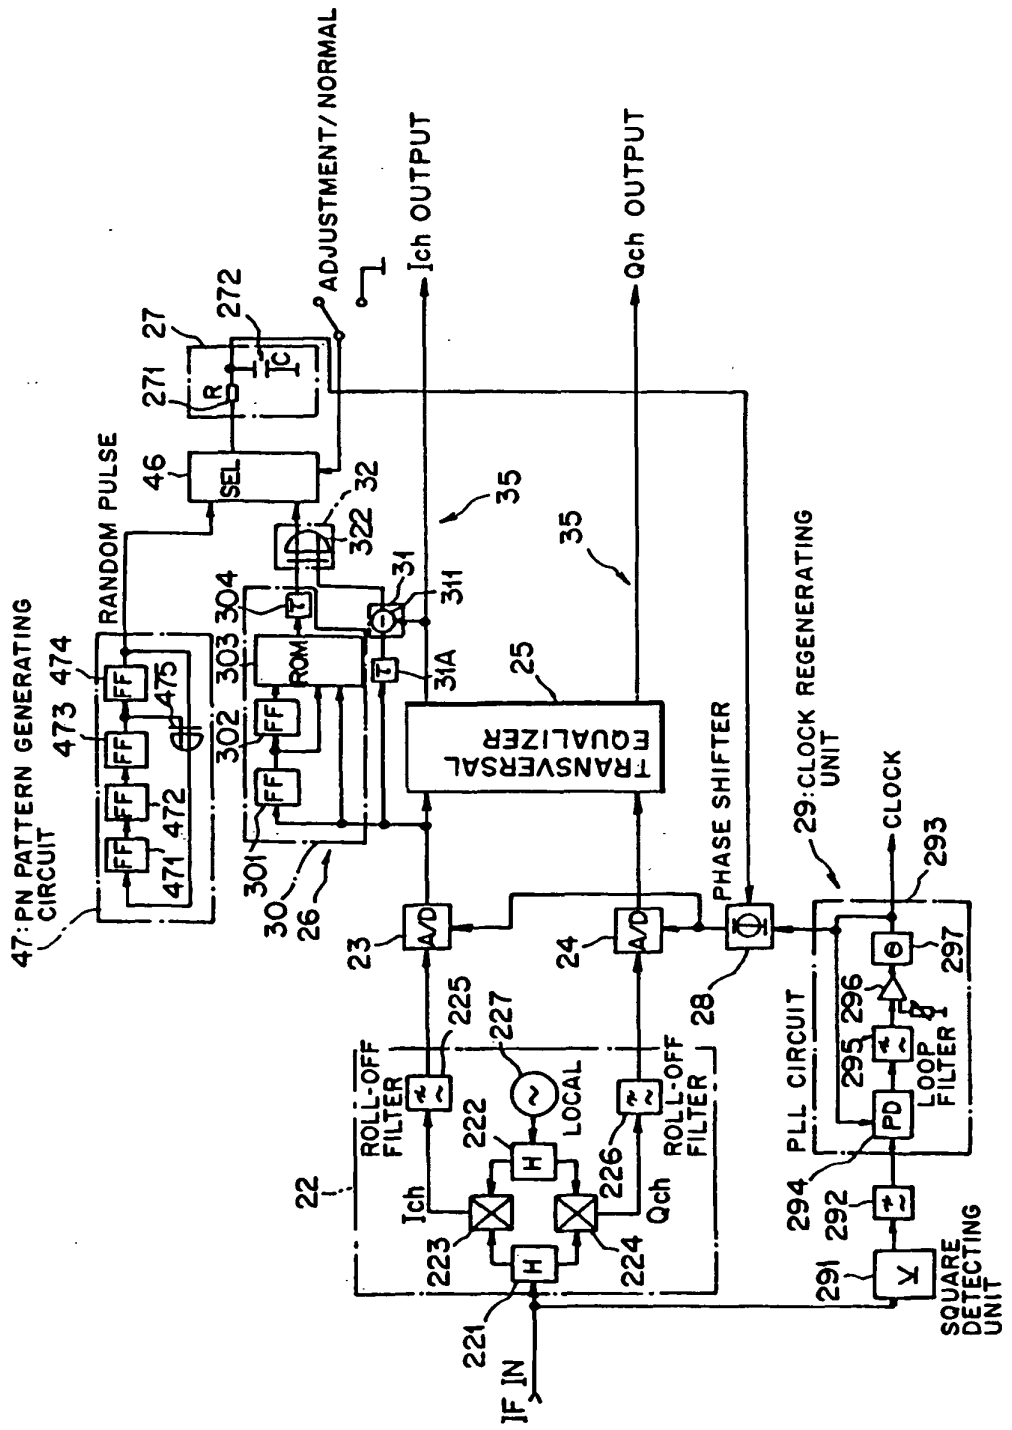 47: PN PATTERN GENERATING
CIRCUIT
RANDOM PULSE
471
472
473
474
475
FF
FF
FF
FF
46
SEL
27
271
272
R
C
ADJUSTMENT/NORMAL
30
26
301
302
303
304
FF
FF
ROM
τ
32
322
31
311
31A
τ
−
35
Ich OUTPUT
35
Qch OUTPUT
25
TRANSVERSAL
EQUALIZER
23
A/D
24
A/D
PHASE SHIFTER
28
Φ
22
ROLL-OFF
FILTER
225
227
222
LOCAL
Ich
H
223
224
226
Qch
ROLL-OFF
FILTER
H
221
IF IN
29: CLOCK REGENERATING
UNIT
CLOCK
293
PLL CIRCUIT
297
296
295
LOOP
FILTER
PD
294
292
291
SQUARE
DETECTING
UNIT